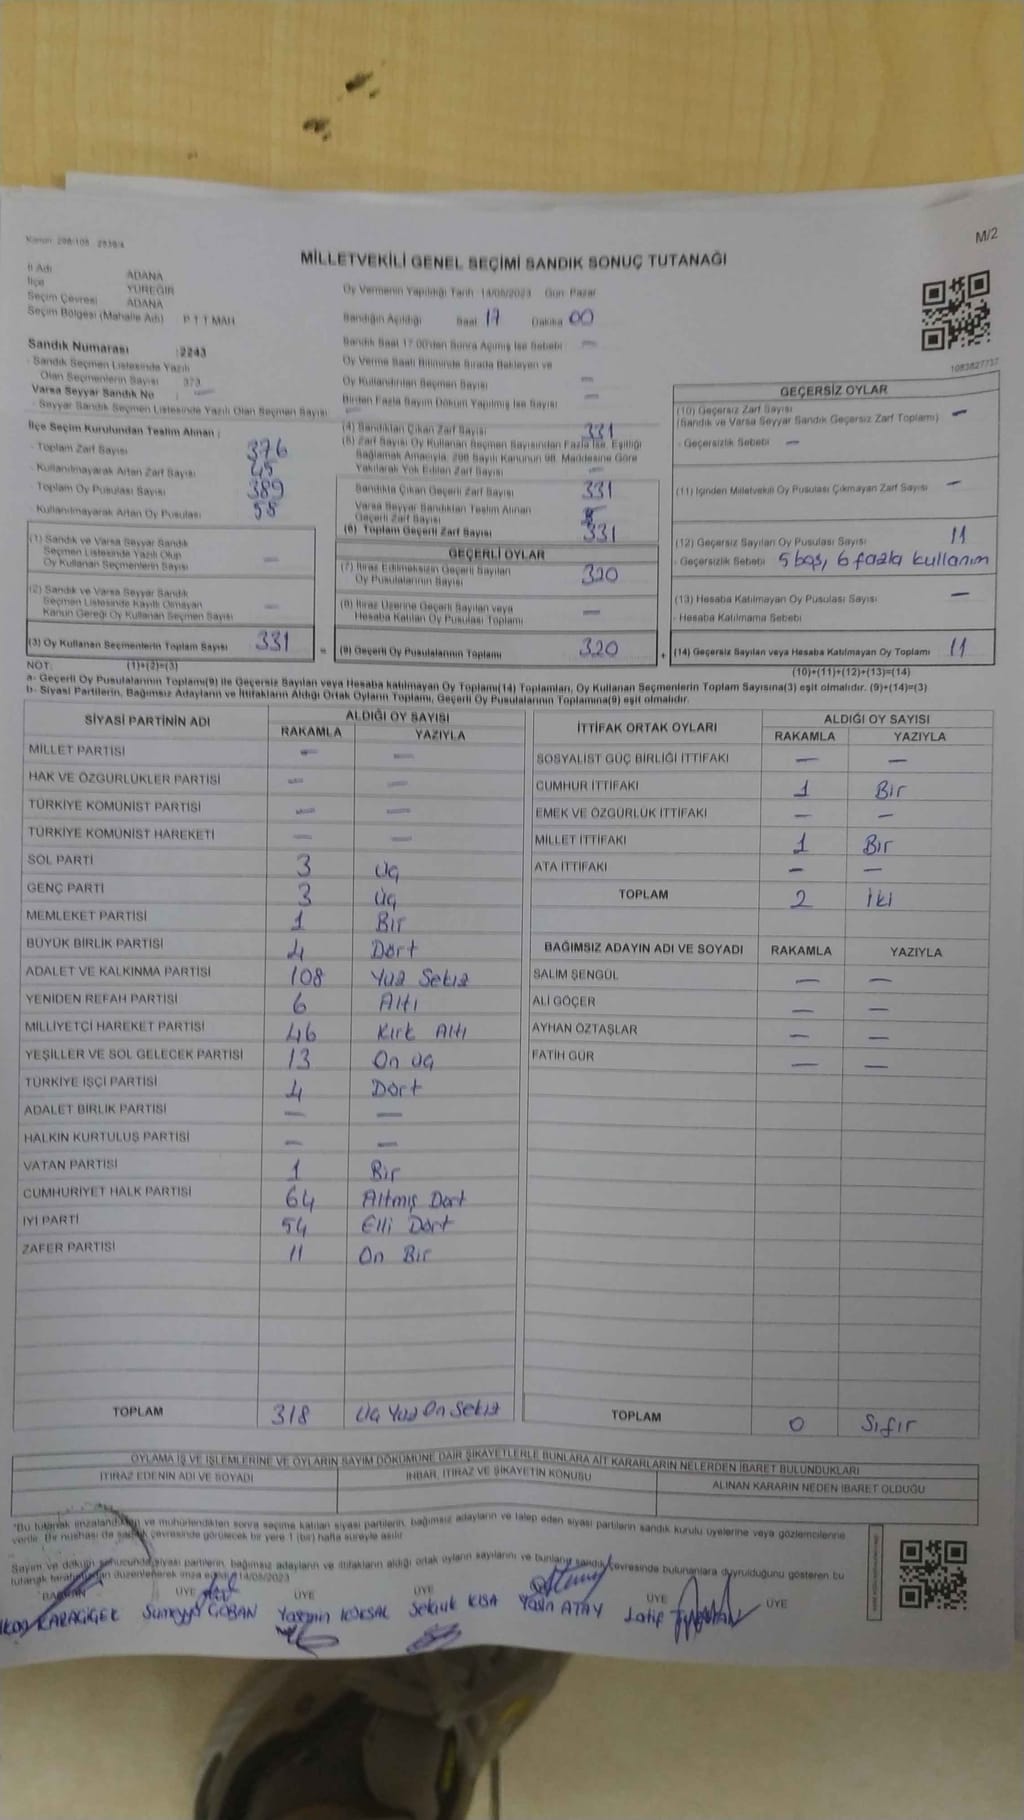 Kanun: 298/105 2839/4
M/2
MİLLETVEKİLİ GENEL SEÇİMİ SANDIK SONUÇ TUTANAĞI
İl Adı ADANA
İlçe YÜREĞİR
Seçim Çevresi ADANA
Seçim Bölgesi (Mahalle Adı) P T T MAH
Sandık Numarası :2243
- Sandık Seçmen Listesinde Yazılı
Olan Seçmenlerin Sayısı 373
Varsa Seyyar Sandık No : —
- Seyyar Sandık Seçmen Listesinde Yazılı Olan Seçmen Sayısı : —
İlçe Seçim Kurulundan Teslim Alınan ;
- Toplam Zarf Sayısı 376
- Kullanılmayarak Artan Zarf Sayısı 45
- Toplam Oy Pusulası Sayısı 389
- Kullanılmayarak Artan Oy Pusulası 58
Oy Vermenin Yapıldığı Tarih 14/05/2023 Gün: Pazar
Sandığın Açıldığı Saat 17 Dakika 00
Sandık Saat 17.00'den Sonra Açılmış İse Sebebi —
Oy Verme Saati Bitiminde Sırada Bekleyen ve
Oy Kullandırılan Seçmen Sayısı —
Birden Fazla Sayım Döküm Yapılmış İse Sayısı —
(4) Sandıktan Çıkan Zarf Sayısı 331
(5) Zarf Sayısı Oy Kullanan Seçmen Sayısından Fazla İse, Eşitliği
Sağlamak Amacıyla, 298 Sayılı Kanunun 98. Maddesine Göre
Yakılarak Yok Edilen Zarf Sayısı —
Sandıkta Çıkan Geçerli Zarf Sayısı 331
Varsa Seyyar Sandıktan Teslim Alınan
Geçerli Zarf Sayısı
(6) Toplam Geçerli Zarf Sayısı 331
1083827737
GEÇERSİZ OYLAR
(10) Geçersiz Zarf Sayısı —
(Sandık ve Varsa Seyyar Sandık Geçersiz Zarf Toplamı)
- Geçersizlik Sebebi —
(11) İçinden Milletvekili Oy Pusulası Çıkmayan Zarf Sayısı —
(12) Geçersiz Sayılan Oy Pusulası Sayısı 11
- Geçersizlik Sebebi 5 boş, 6 fazla kullanım
(13) Hesaba Katılmayan Oy Pusulası Sayısı —
- Hesaba Katılmama Sebebi
(14) Geçersiz Sayılan veya Hesaba Katılmayan Oy Toplamı 11
(1) Sandık ve Varsa Seyyar Sandık
Seçmen Listesinde Yazılı Olup
Oy Kullanan Seçmenlerin Sayısı —
(2) Sandık ve Varsa Seyyar Sandık
Seçmen Listesinde Kayıtlı Olmayan
Kanun Gereği Oy Kullanan Seçmen Sayısı —
(3) Oy Kullanan Seçmenlerin Toplam Sayısı 331 =
GEÇERLİ OYLAR
(7) İtiraz Edilmeksizin Geçerli Sayılan
Oy Pusulalarının Sayısı 320
(8) İtiraz Üzerine Geçerli Sayılan veya
Hesaba Katılan Oy Pusulası Toplamı —
(9) Geçerli Oy Pusulalarının Toplamı 320 +
NOT: (1)+(2)=(3)
(10)+(11)+(12)+(13)=(14)
a- Geçerli Oy Pusulalarının Toplamı(9) ile Geçersiz Sayılan veya Hesaba katılmayan Oy Toplamı(14) Toplamları, Oy Kullanan Seçmenlerin Toplam Sayısına(3) eşit olmalıdır. (9)+(14)=(3)
b- Siyasi Partilerin, Bağımsız Adayların ve İttifakların Aldığı Ortak Oyların Toplamı, Geçerli Oy Pusulalarının Toplamına(9) eşit olmalıdır.
SİYASİ PARTİNİN ADI ALDIĞI OY SAYISI
RAKAMLA YAZIYLA
MİLLET PARTİSİ — —
HAK VE ÖZGÜRLÜKLER PARTİSİ — —
TÜRKİYE KOMÜNİST PARTİSİ — —
TÜRKİYE KOMÜNİST HAREKETİ — —
SOL PARTİ 3 Üç
GENÇ PARTİ 3 Üç
MEMLEKET PARTİSİ 1 Bir
BÜYÜK BİRLİK PARTİSİ 4 Dört
ADALET VE KALKINMA PARTİSİ 108 Yüz Sekiz
YENİDEN REFAH PARTİSİ 6 Altı
MİLLİYETÇİ HAREKET PARTİSİ 46 Kırk Altı
YEŞİLLER VE SOL GELECEK PARTİSİ 13 On üç
TÜRKİYE İŞÇİ PARTİSİ 4 Dört
ADALET BİRLİK PARTİSİ — —
HALKIN KURTULUŞ PARTİSİ — —
VATAN PARTİSİ 1 Bir
CUMHURİYET HALK PARTİSİ 64 Altmış Dört
İYİ PARTİ 54 Elli Dört
ZAFER PARTİSİ 11 On Bir
TOPLAM 318 Üç Yüz On Sekiz
İTTİFAK ORTAK OYLARI ALDIĞI OY SAYISI
RAKAMLA YAZIYLA
SOSYALİST GÜÇ BİRLİĞİ İTTİFAKI — —
CUMHUR İTTİFAKI 1 Bir
EMEK VE ÖZGÜRLÜK İTTİFAKI — —
MİLLET İTTİFAKI 1 Bir
ATA İTTİFAKI — —
TOPLAM 2 İki
BAĞIMSIZ ADAYIN ADI VE SOYADI RAKAMLA YAZIYLA
SALİM ŞENGÜL — —
ALİ GÖÇER — —
AYHAN ÖZTAŞLAR — —
FATİH GÜR — —
TOPLAM 0 Sıfır
OYLAMA İŞ VE İŞLEMLERİNE VE OYLARIN SAYIM DÖKÜMÜNE DAİR ŞİKAYETLERLE BUNLARA AİT KARARLARIN NELERDEN İBARET BULUNDUKLARI
İTİRAZ EDENİN ADI VE SOYADI İHBAR, İTİRAZ VE ŞİKAYETİN KONUSU ALINAN KARARIN NEDEN İBARET OLDUĞU
"Bu tutanak imzalandıktan ve mühürlendikten sonra seçime katılan siyasi partilerin, bağımsız adayların ve talep eden siyasi partilerin sandık kurulu üyelerine veya gözlemcilerine
verilir. Bir nüshası da sandık çevresinde görülecek bir yere 1 (bir) hafta süreyle asılır
Sayım ve döküm sonucunda siyasi partilerin, bağımsız adayların ve ittifakların aldığı ortak oyların sayılarını ve bunların sandık çevresinde bulunanlara duyrulduğunu gösteren bu
tutanak tarafımızdan düzenlenerek imza edildi. 14/05/2023
BAŞKAN ÜYE ÜYE ÜYE ÜYE ÜYE
KARAÇİÇEK Sümeyye ÇOBAN Yasemin KÖKSAL Selçuk KISA Yasin ATAY Latif